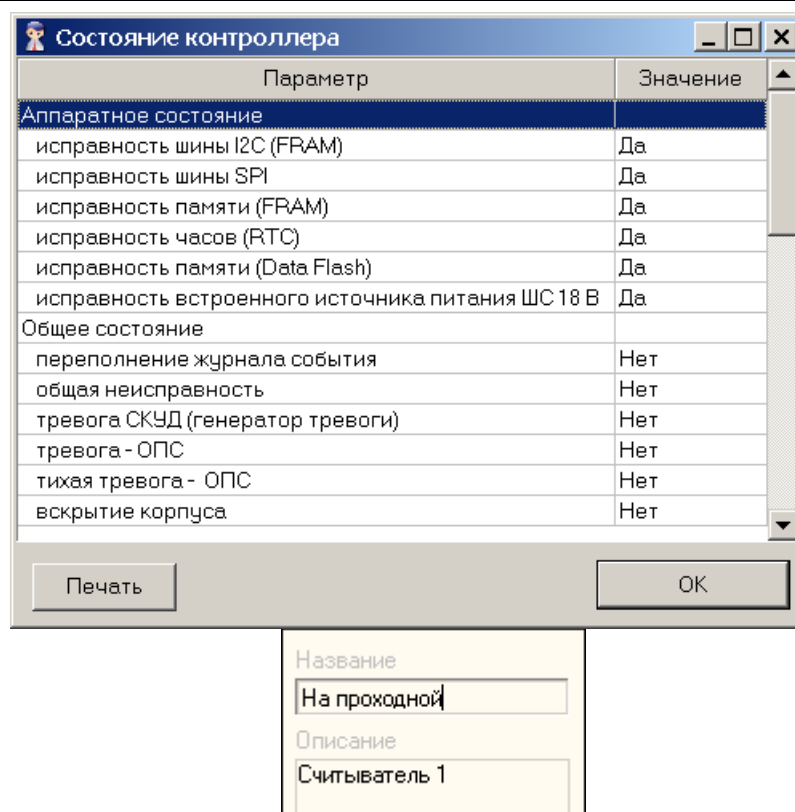 Состояние контроллера
Параметр Значение
Аппаратное состояние
исправность шины I2C (FRAM) Да
исправность шины SPI Да
исправность памяти (FRAM) Да
исправность часов (RTC) Да
исправность памяти (Data Flash) Да
исправность встроенного источника питания ШС 18 В Да
Общее состояние
переполнение журнала события Нет
общая неисправность Нет
тревога СКУД (генератор тревоги) Нет
тревога - ОПС Нет
тихая тревога - ОПС Нет
вскрытие корпуса Нет
Печать OK
Название
На проходной
Описание
Считыватель 1